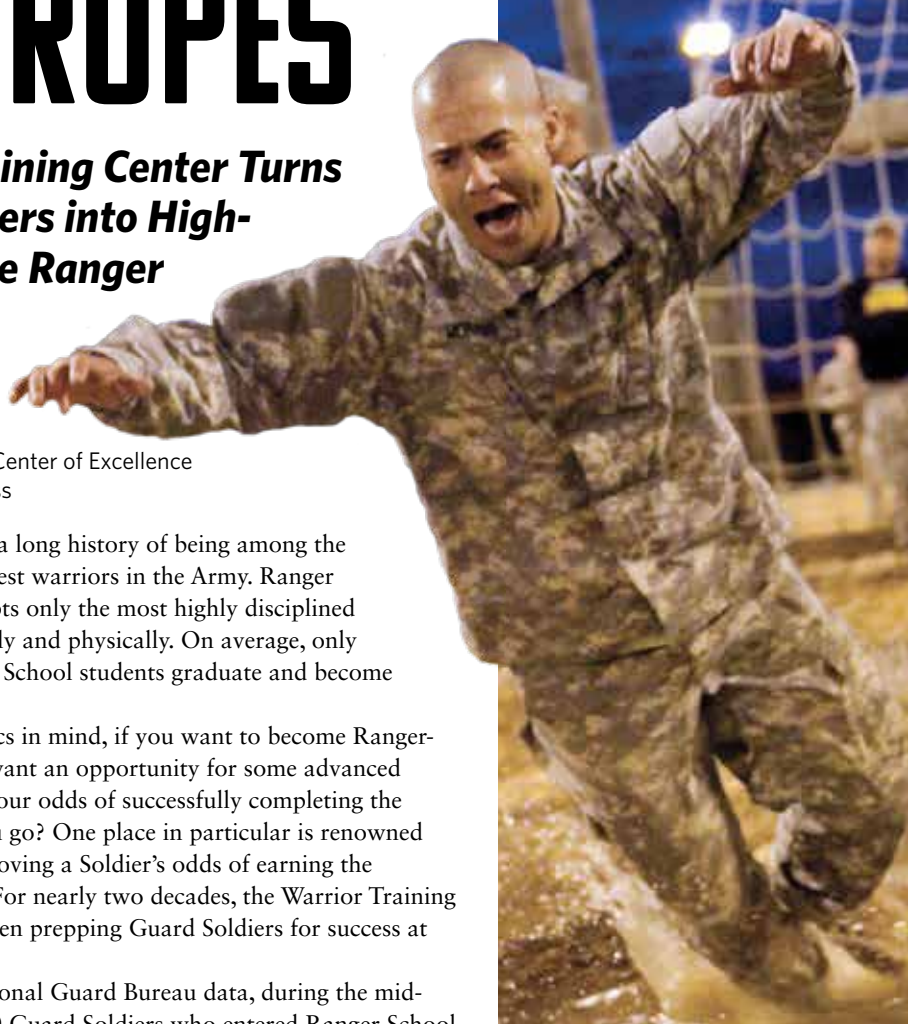 ROPES
ining Center Turns
ers into High-
e Ranger
Center of Excellence
ss
a long history of being among the
est warriors in the Army. Ranger
ts only the most highly disciplined
ly and physically. On average, only
School students graduate and become
cs in mind, if you want to become Ranger-
vant an opportunity for some advanced
our odds of successfully completing the
go? One place in particular is renowned
oving a Soldier’s odds of earning the
For nearly two decades, the Warrior Training
en prepping Guard Soldiers for success at
onal Guard Bureau data, during the mid-
Guard Soldiers who entered Ranger School